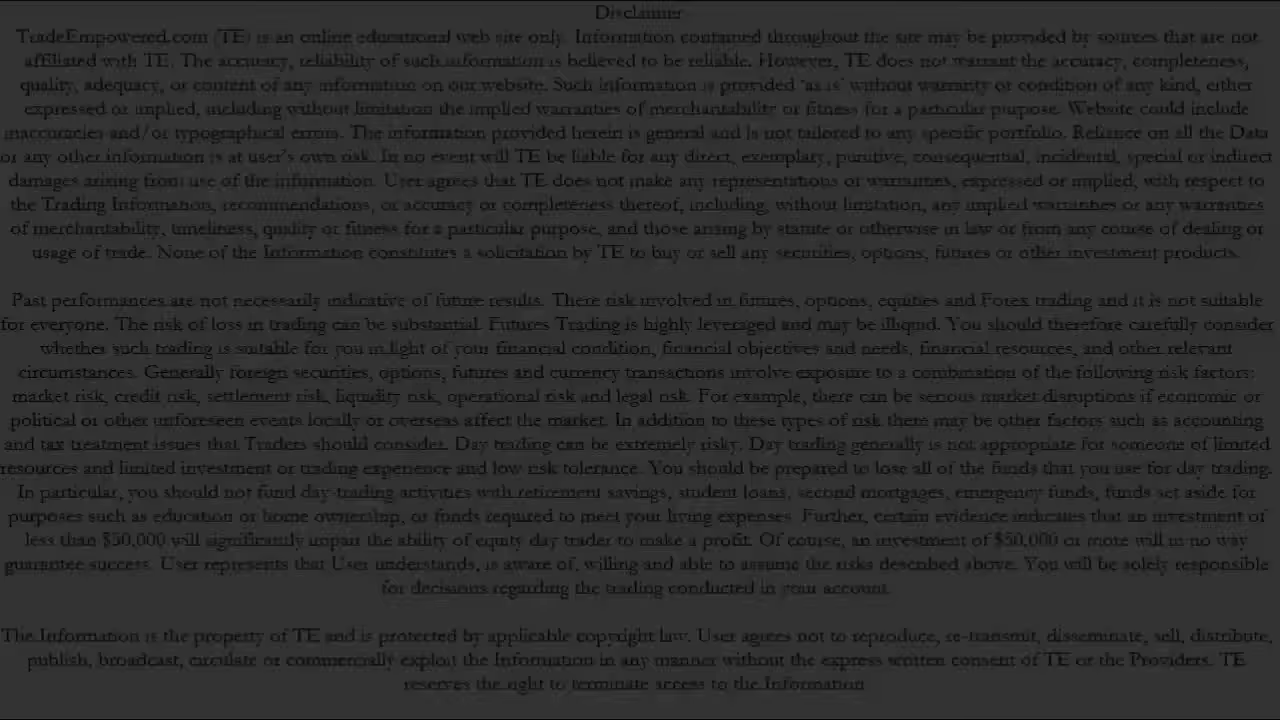 Disclaimer
TradeEmpowered.com (TE) is an online educational web site only. Information contained throughout the site may be provided by sources that are not
affiliated with TE. The accuracy, reliability of such information is believed to be reliable. However, TE does not warrant the accuracy, completeness,
quality, adequacy, or content of any information on our website. Such information is provided 'as is' without warranty or condition of any kind, either
expressed or implied, including without limitation the implied warranties of merchantability or fitness for a particular purpose. Website could include
inaccuracies and/or typographical errors. The information provided herein is general and is not tailored to any specific portfolio. Reliance on all the Data
or any other information is at user's own risk. In no event will TE be liable for any direct, exemplary, punitive, consequential, incidental, special or indirect
damages arising from use of the information. User agrees that TE does not make any representations or warranties, expressed or implied, with respect to
the Trading Information, recommendations, or accuracy or completeness thereof, including, without limitation, any implied warranties or any warranties
of merchantability, timeliness, quality or fitness for a particular purpose, and those arising by statute or otherwise in law or from any course of dealing or
usage of trade. None of the Information constitutes a solicitation by TE to buy or sell any securities, options, futures or other investment products.
Past performances are not necessarily indicative of future results. There risk involved in futures, options, equities and Forex trading and it is not suitable
for everyone. The risk of loss in trading can be substantial. Futures Trading is highly leveraged and may be illiquid. You should therefore carefully consider
whether such trading is suitable for you in light of your financial condition, financial objectives and needs, financial resources, and other relevant
circumstances. Generally foreign securities, options, futures and currency transactions involve exposure to a combination of the following risk factors:
market risk, credit risk, settlement risk, liquidity risk, operational risk and legal risk. For example, there can be serious market disruptions if economic or
political or other unforeseen events locally or overseas affect the market. In addition to these types of risk there may be other factors such as accounting
and tax treatment issues that Traders should consider. Day trading can be extremely risky. Day trading generally is not appropriate for someone of limited
resources and limited investment or trading experience and low risk tolerance. You should be prepared to lose all of the funds that you use for day trading.
In particular, you should not fund day-trading activities with retirement savings, student loans, second mortgages, emergency funds, funds set aside for
purposes such as education or home ownership, or funds required to meet your living expenses. Further, certain evidence indicates that an investment of
less than $50,000 will significantly impair the ability of equity day trader to make a profit. Of course, an investment of $50,000 or more will in no way
guarantee success. User represents that User understands, is aware of, willing and able to assume the risks described above. You will be solely responsible
for decisions regarding the trading conducted in your account.
The Information is the property of TE and is protected by applicable copyright law. User agrees not to reproduce, re-transmit, disseminate, sell, distribute,
publish, broadcast, circulate or commercially exploit the Information in any manner without the express written consent of TE or the Providers. TE
reserves the right to terminate access to the Information